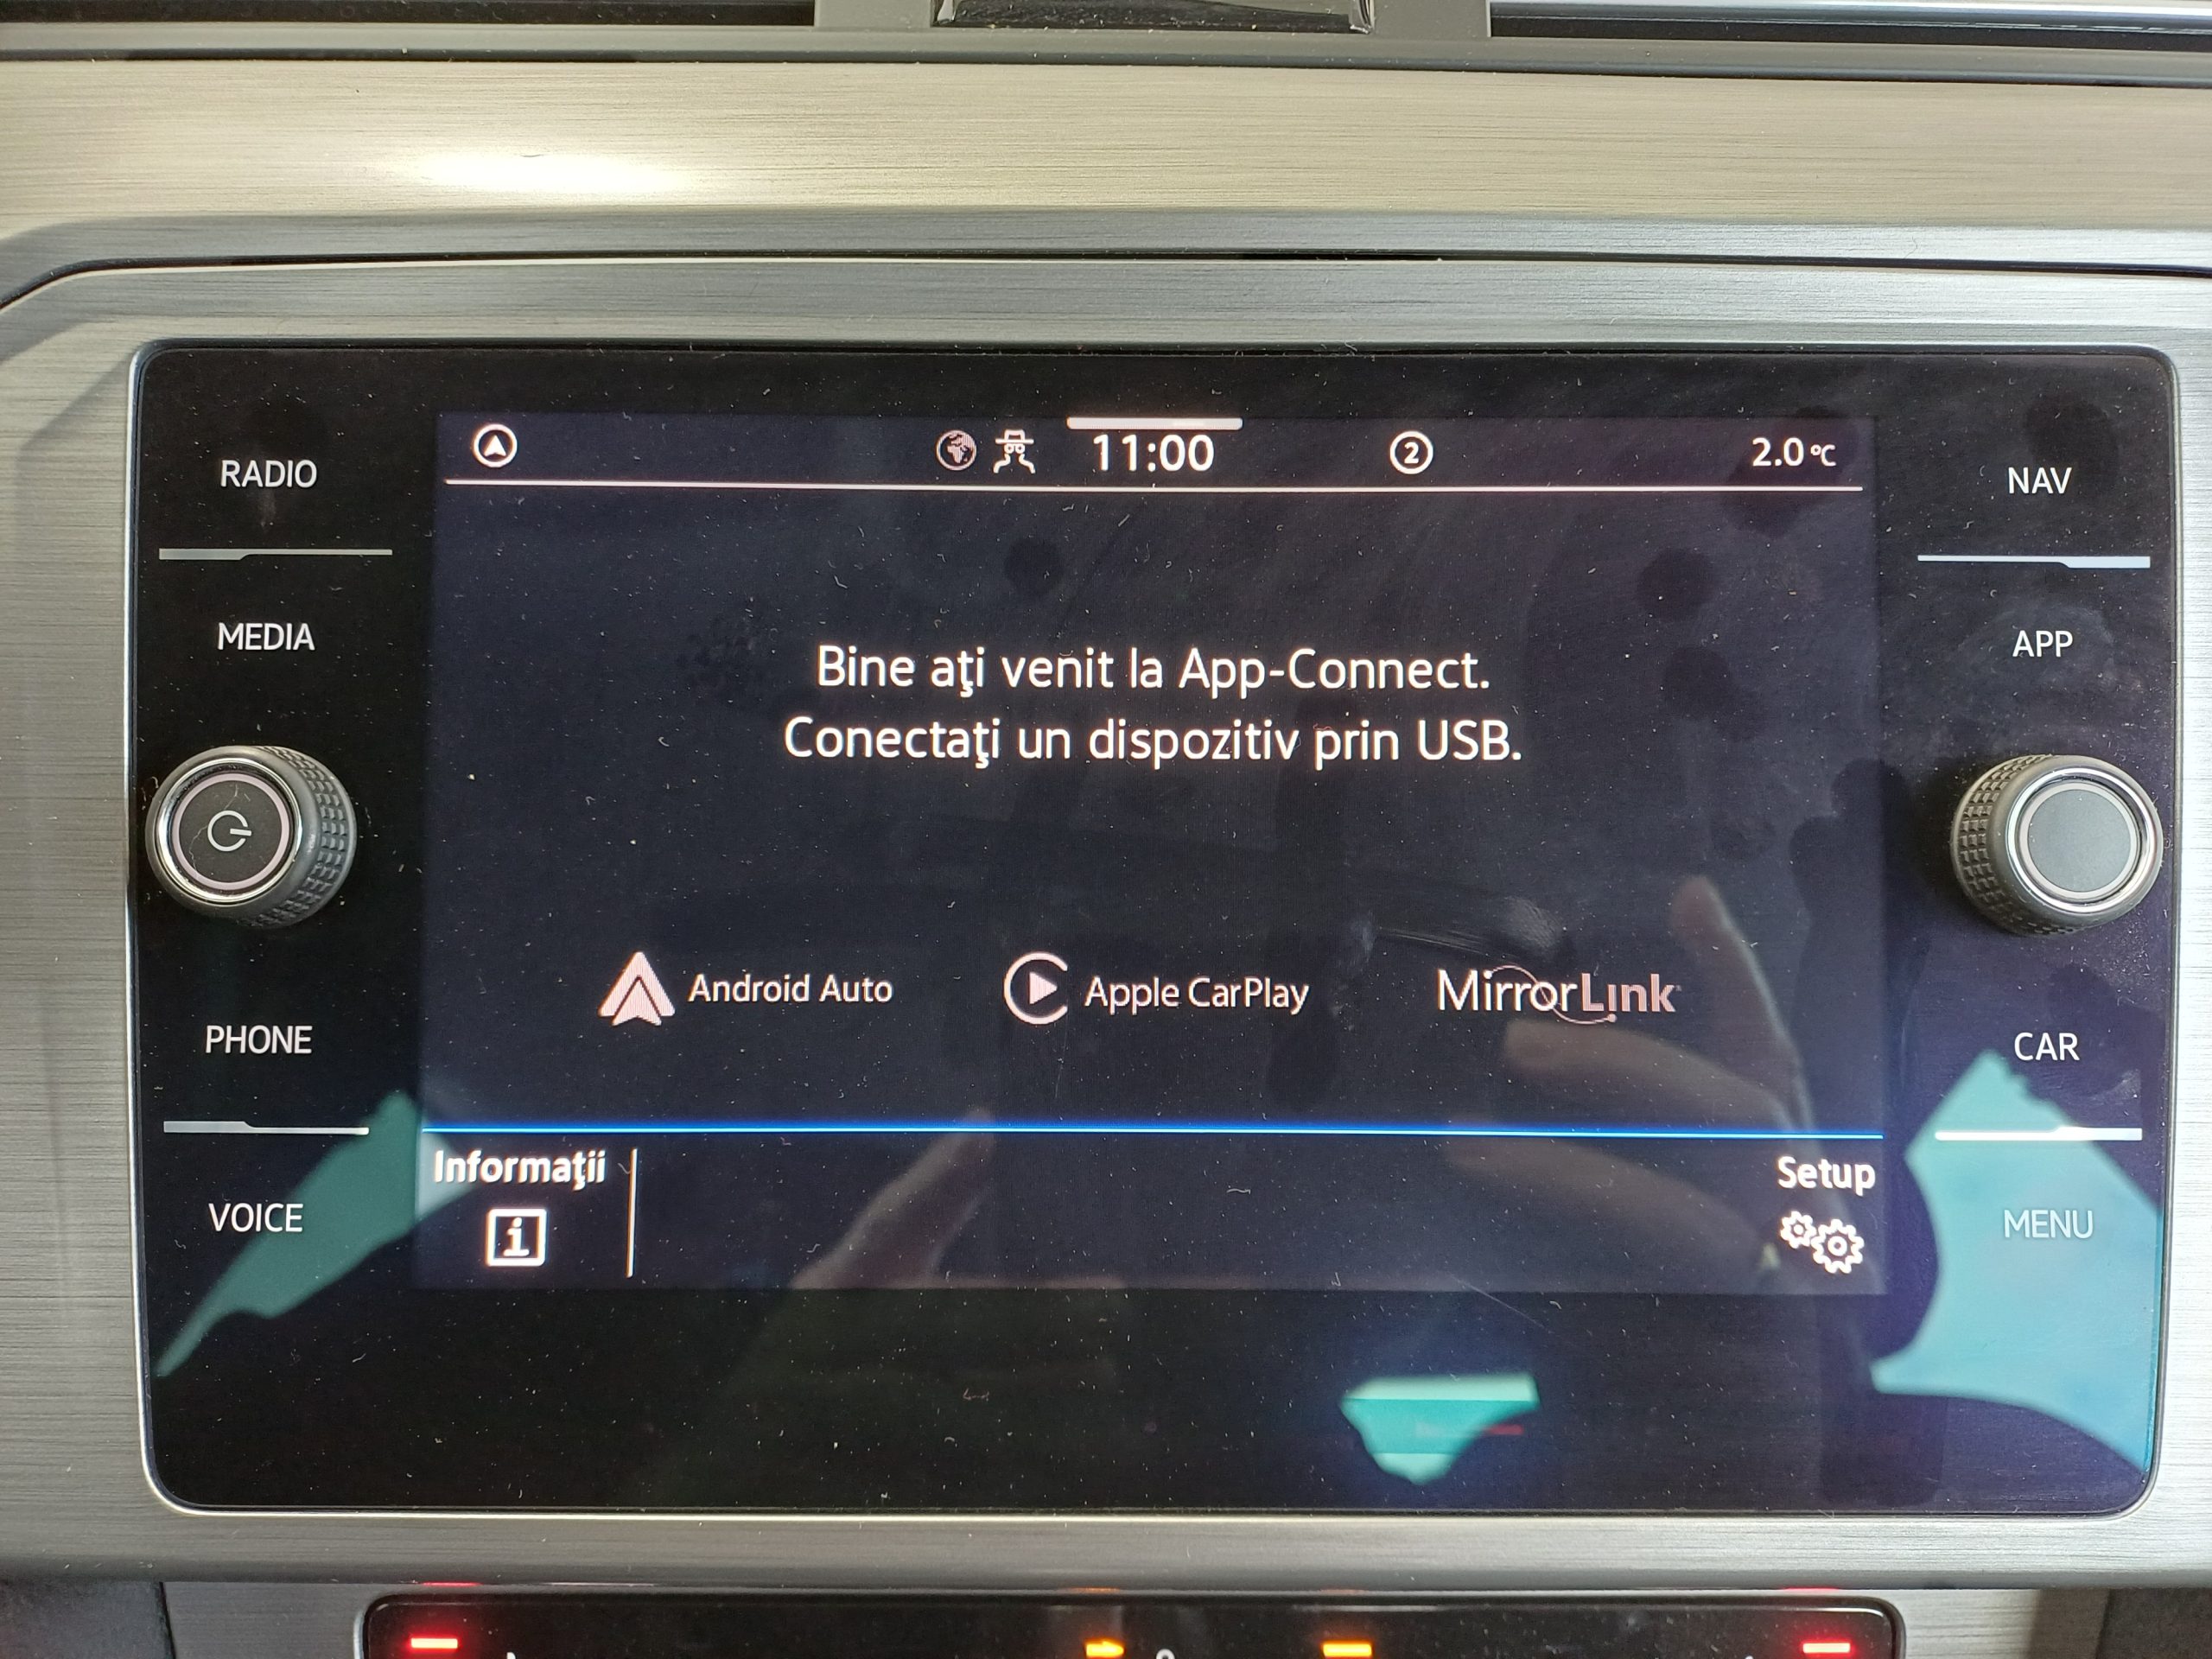 RADIO
MEDIA
PHONE
VOICE
11:00
2
2.0 °C
Bine aţi venit la App-Connect.
Conectaţi un dispozitiv prin USB.
Android Auto
Apple CarPlay
MirrorLink
Informaţii
i
Setup
NAV
APP
CAR
MENU